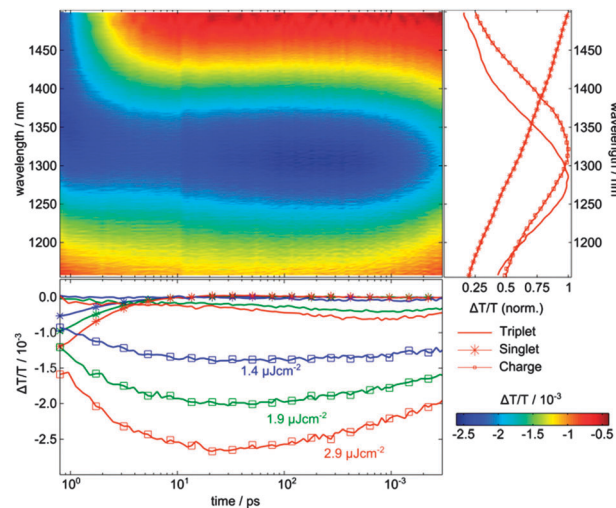 1450
1400
1350
1300
1250
1200
wavelength / nm
1450
1400
1350
1300
1250
1200
wavelength / nm
0.25 0.5 0.75 1
ΔT/T (norm.)
Triplet
Singlet
Charge
ΔT/T / 10⁻³
-2.5 -2 -1.5 -1 -0.5
0.0
-0.5
-1.0
-1.5
-2.0
-2.5
ΔT/T / 10⁻³
1.4 μJcm⁻²
1.9 μJcm⁻²
2.9 μJcm⁻²
10⁰ 10¹ 10² 10⁻³
time / ps